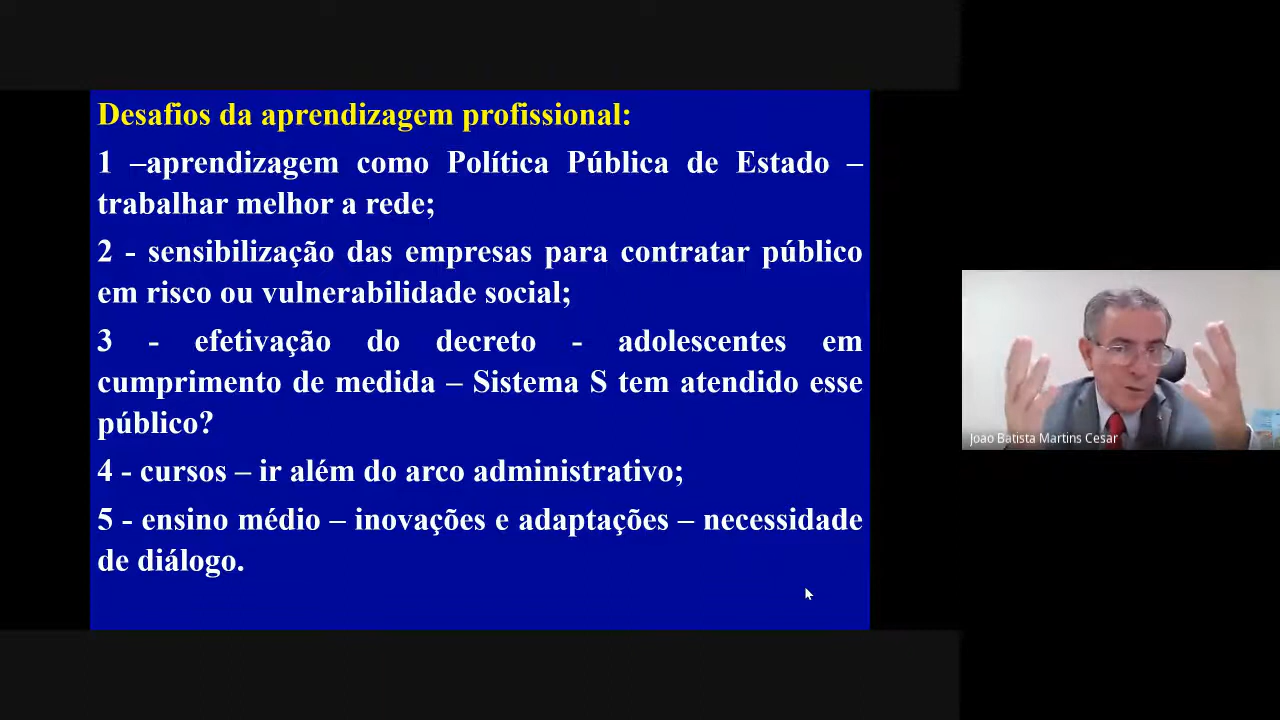 Desafios da aprendizagem profissional:
1 –aprendizagem como Política Pública de Estado –
trabalhar melhor a rede;
2 - sensibilização das empresas para contratar público
em risco ou vulnerabilidade social;
3 - efetivação do decreto - adolescentes em
cumprimento de medida – Sistema S tem atendido esse
público?
4 - cursos – ir além do arco administrativo;
5 - ensino médio – inovações e adaptações – necessidade
de diálogo.
João Batista Martins Cesar